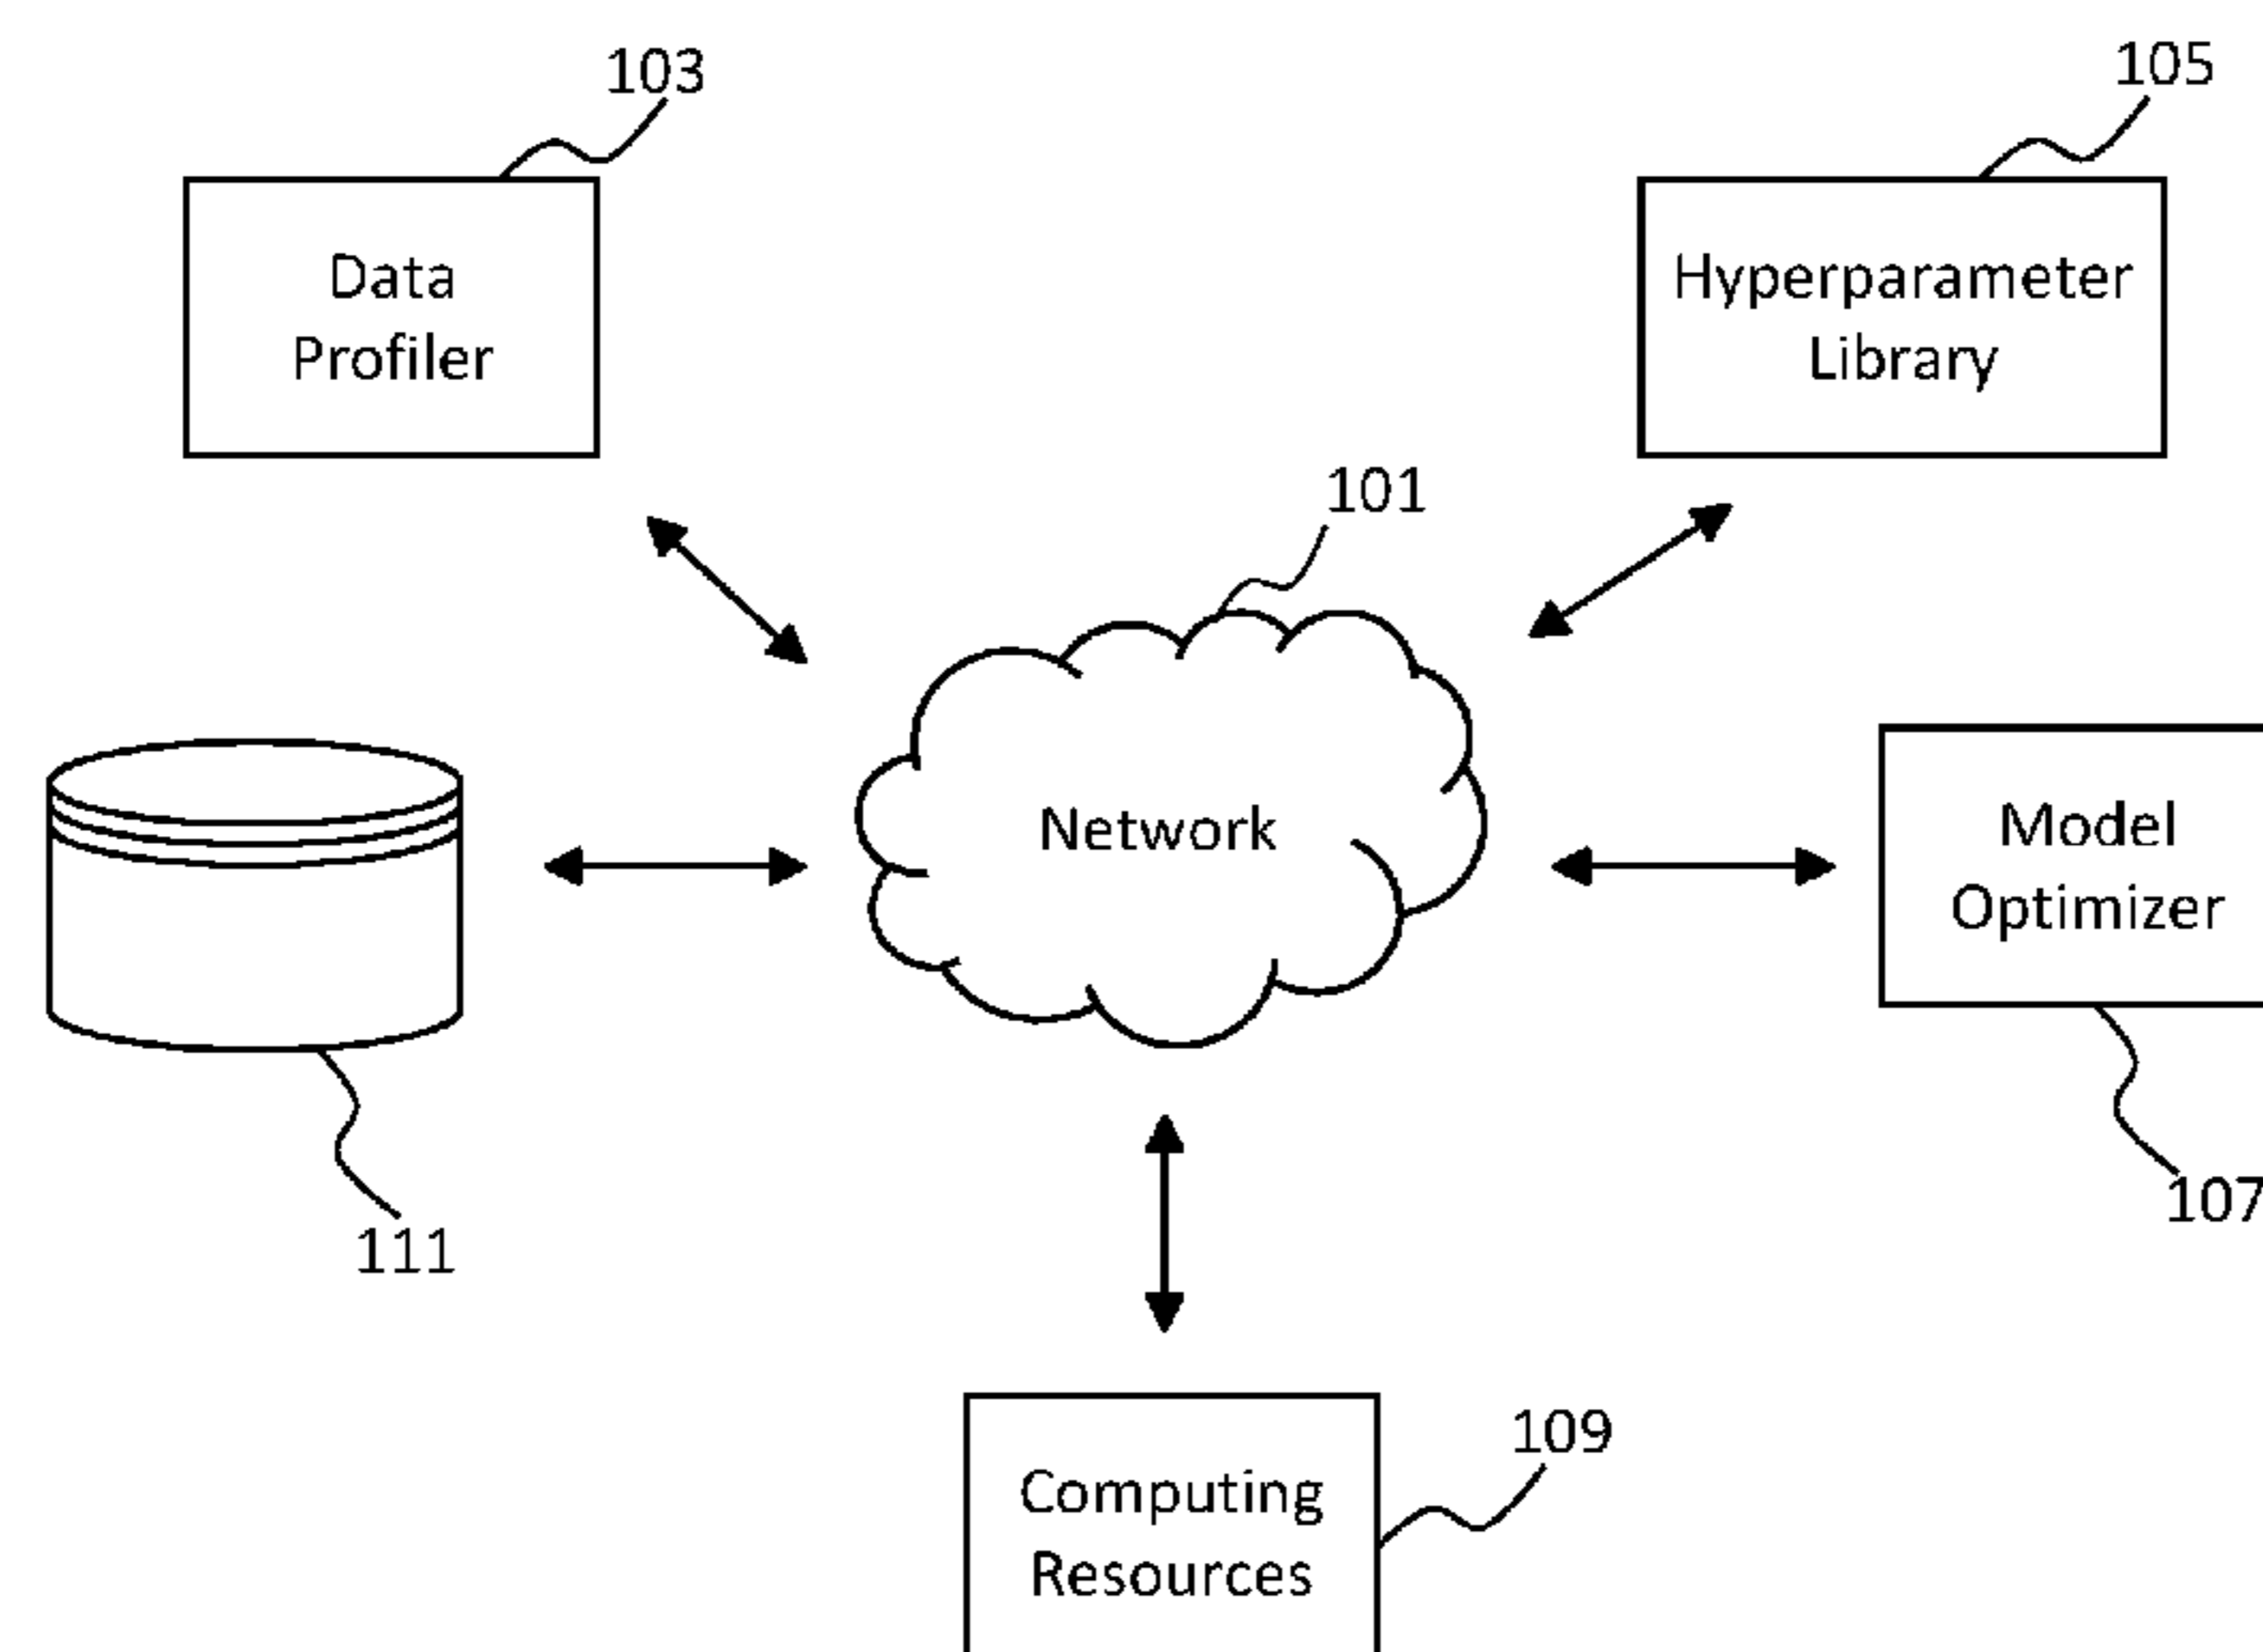 103
105
Data
Profiler
Hyperparameter
Library
101
Network
Model
Optimizer
107
111
109
Computing
Resources